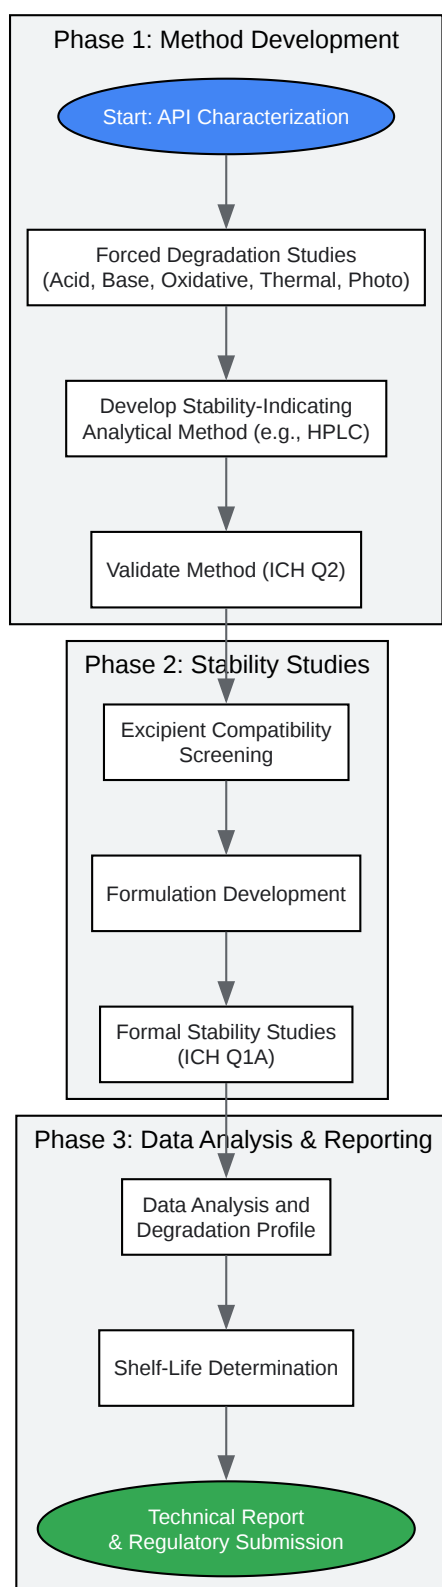 Phase 1: Method Development
Start: API Characterization
Forced Degradation Studies
(Acid, Base, Oxidative, Thermal, Photo)
Develop Stability-Indicating
Analytical Method (e.g., HPLC)
Validate Method (ICH Q2)
Phase 2: Stability Studies
Excipient Compatibility
Screening
Formulation Development
Formal Stability Studies
(ICH Q1A)
Phase 3: Data Analysis & Reporting
Data Analysis and
Degradation Profile
Shelf-Life Determination
Technical Report
& Regulatory Submission